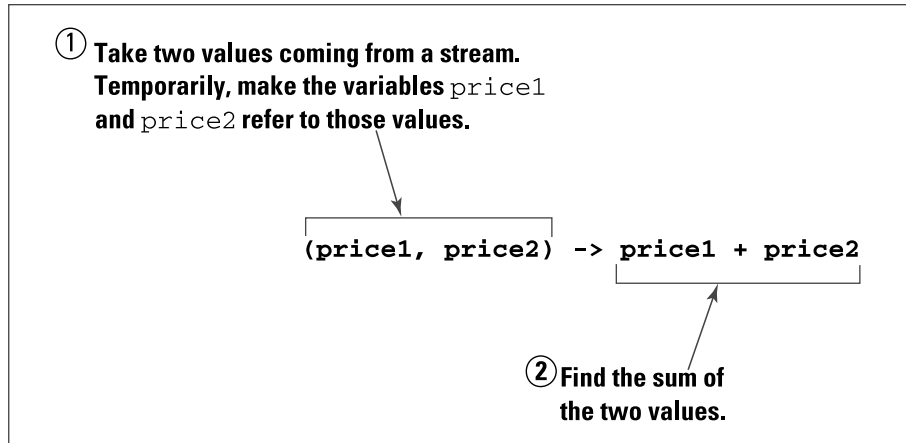 ① Take two values coming from a stream.
Temporarily, make the variables price1
and price2 refer to those values.
(price1, price2) -> price1 + price2
② Find the sum of
the two values.